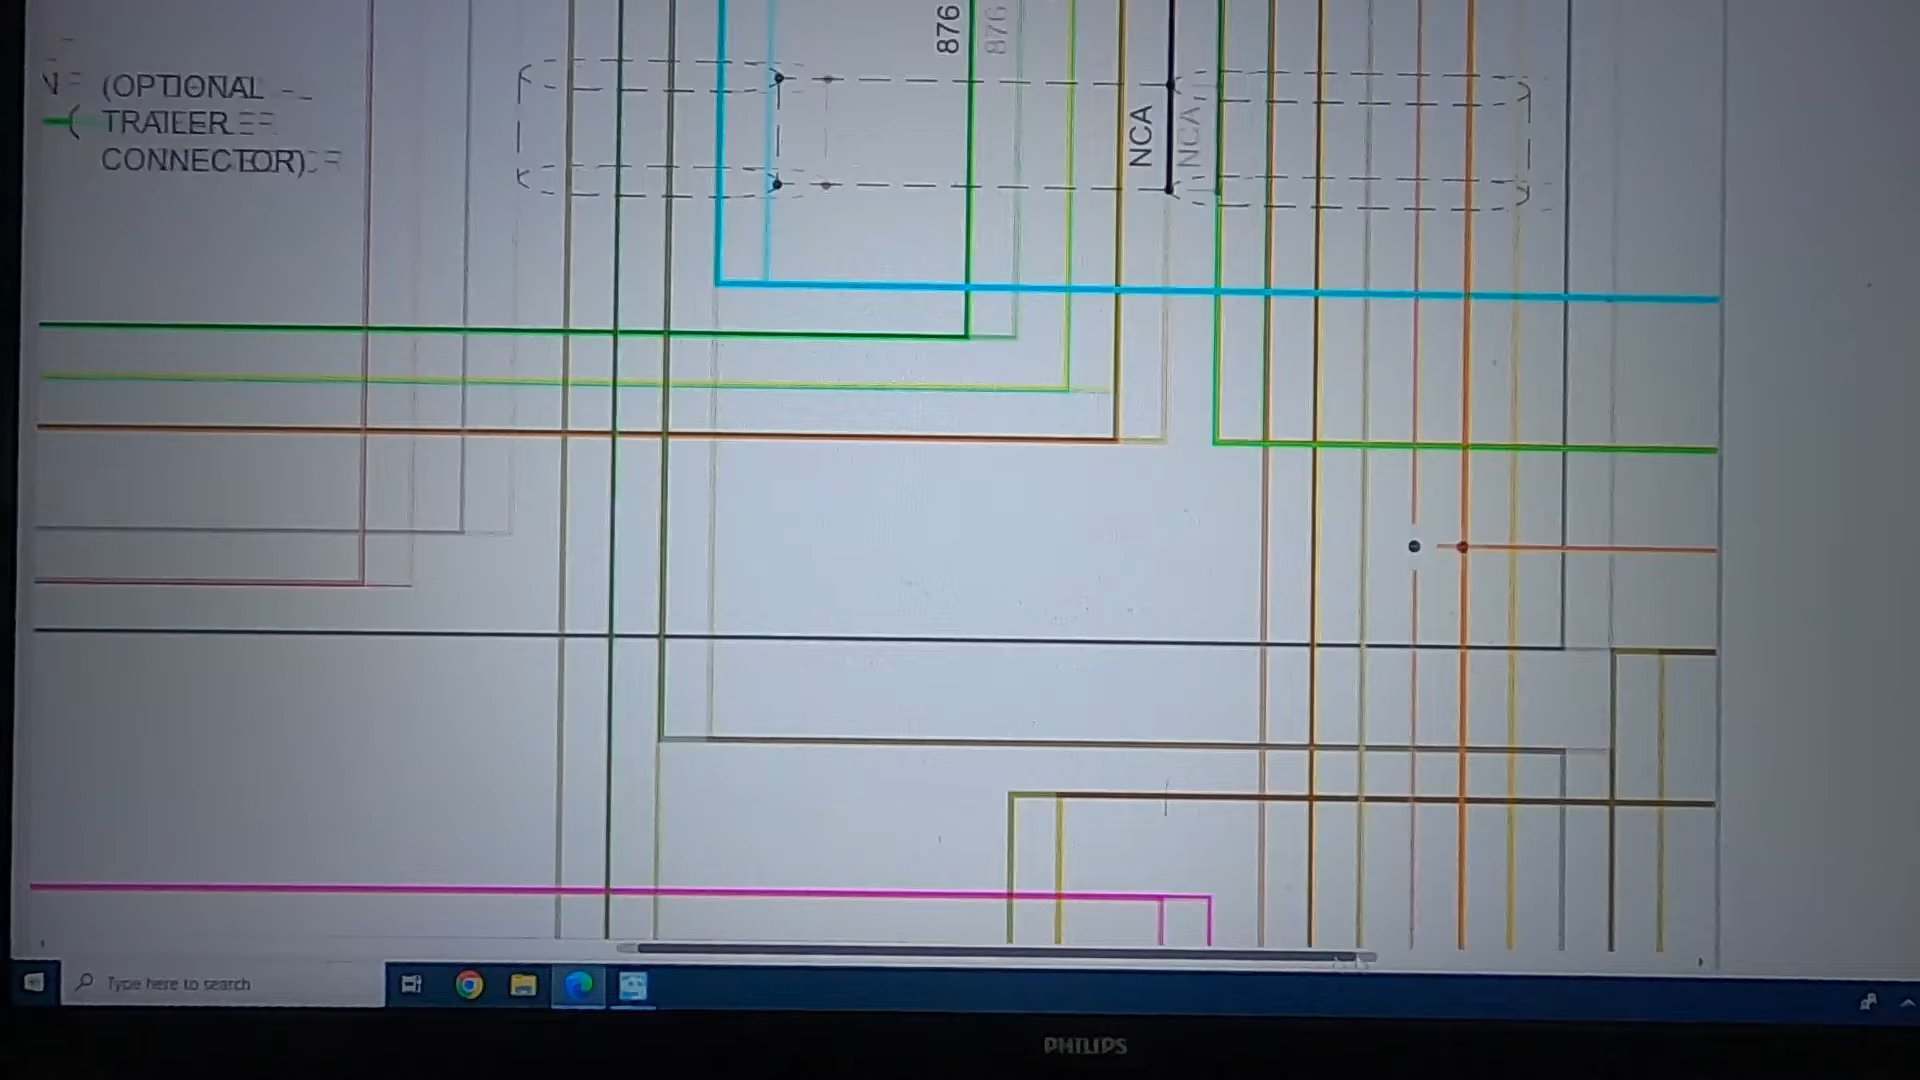 876
876
(OPTIONAL
TRAILER
CONNECTOR)
NCA
NCA
Type here to search
PHILIPS